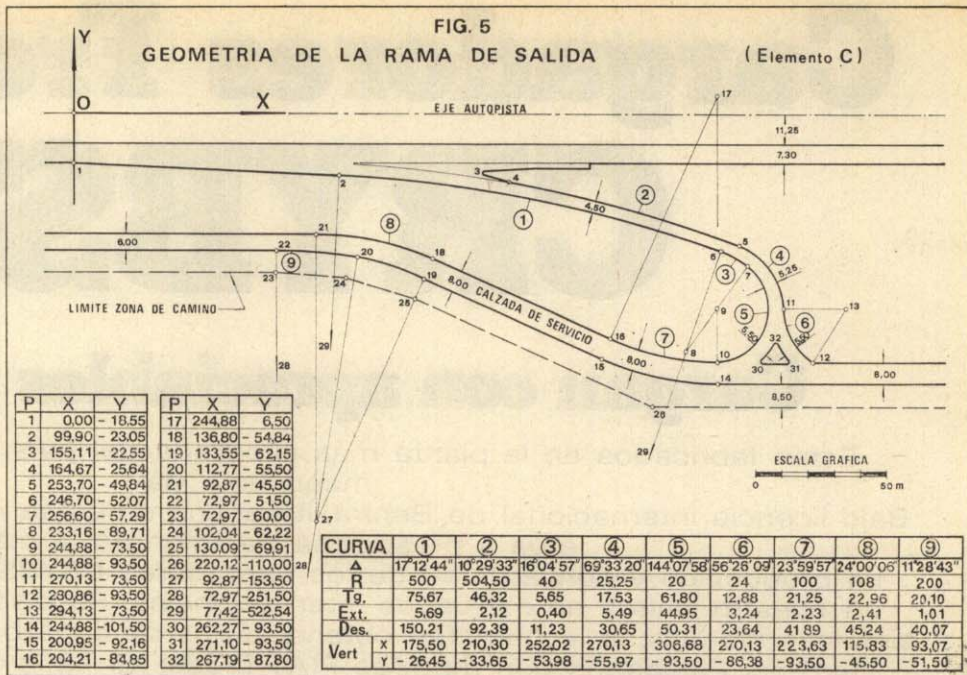 FIG. 5
GEOMETRIA DE LA RAMA DE SALIDA (Elemento C)
Y
O X EJE AUTOPISTA
17
11,25
7.30
1
2
3
4
4,50
①
②
5
6
③
④
7
5,25
21
⑧
6,00
22
⑨
20
18
23
24
19
25
8,00 CALZADA DE SERVICIO
LIMITE ZONA DE CAMINO
9
⑤
11
⑥
13
5,50
32
16
⑦
8
10
30
31
12
15
8,00
14
8,50
6,00
26
28
29
29
27
28
ESCALA GRAFICA
0 50 m
P X Y P X Y
1 0,00 -18.55 17 244,88 6,50
2 99,90 -23.05 18 136,80 -54,84
3 155,11 -22,55 19 133,55 62,15
4 164,67 -25,64 20 112,77 -55,50
5 253,70 -49,84 21 92,87 -45,50
6 246,70 -52,07 22 72,97 -51,50
7 256,60 -57,29 23 72,97 -60,00
8 233,16 -89,71 24 102,04 -62,22
9 244,88 -73,50 25 130,09 -69,91
10 244,88 -93,50 26 220,12 -110,00
11 270,13 -73,50 27 92,87 -153,50
12 280,86 -93,50 28 72,97 -251,50
13 294,13 -73,50 29 77,42 -522,54
14 244,88 -101,50 30 262,27 -93,50
15 200,95 -92,16 31 271,10 -93,50
16 204,21 -84,85 32 267,19 -87,80
CURVA ① ② ③ ④ ⑤ ⑥ ⑦ ⑧ ⑨
Δ 17°12'44" 10°29'33" 16°04'57" 69°33'20" 144°07'58" 56°26'09" 23°59'57" 24°00'06" 11°28'43"
R 500 504,50 40 25,25 20 24 100 108 200
Tg. 75,67 46,32 5,65 17.53 61.80 12,88 21,25 22,96 20,10
Ext. 5.69 2,12 0,40 5,49 44,95 3,24 2.23 2,41 1,01
Des. 150,21 92,39 11,23 30,65 50.31 23,64 41 89 45,24 40.07
Vert X 175,50 210,30 252,02 270,13 306,68 270,13 223,63 115,83 93,07
Y -26,45 -33,65 -53,98 -55,97 -93,50 -86,38 -93,50 -45,50 -51,50